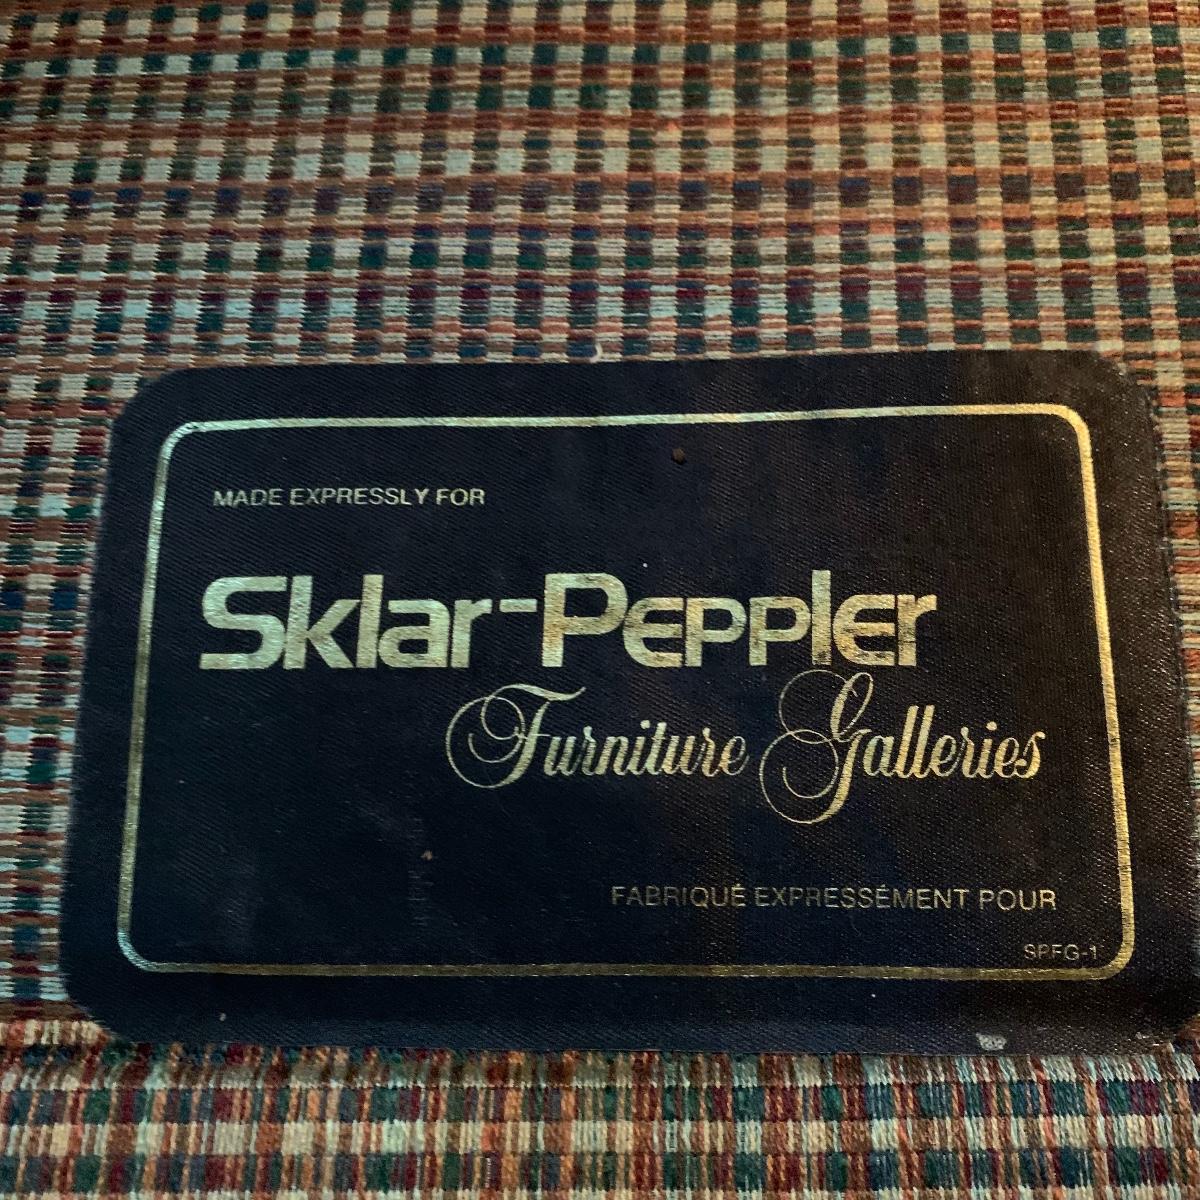 MADE EXPRESSLY FOR
Sklar-Peppler
Furniture Galleries
FABRIQUÉ EXPRESSÉMENT POUR
SPFG-1